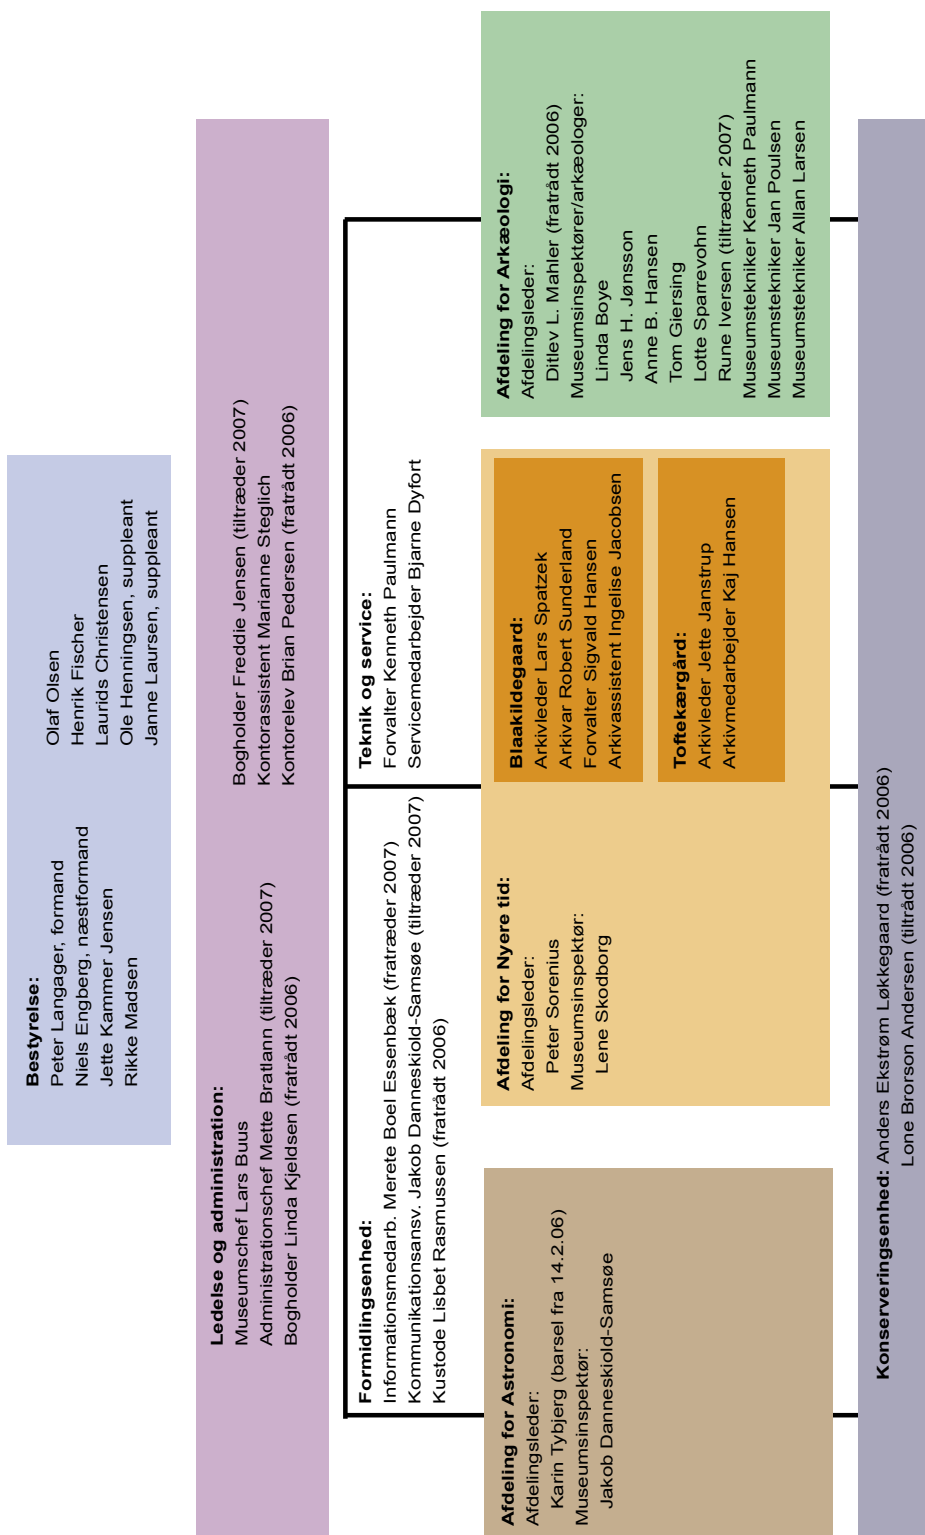 Bestyrelse:
Peter Langager, formand
Niels Engberg, næstformand
Jette Kammer Jensen
Rikke Madsen
Olaf Olsen
Henrik Fischer
Laurids Christensen
Ole Henningsen, suppleant
Janne Laursen, suppleant
Ledelse og administration:
Museumschef Lars Buus
Administrationschef Mette Bratlann (tiltræder 2007)
Bogholder Linda Kjeldsen (fratrådt 2006)
Bogholder Freddie Jensen (tiltræder 2007)
Kontorassistent Marianne Steglich
Kontorelev Brian Pedersen (fratrådt 2006)
Formidlingsenhed:
Informationsmedarb. Merete Boel Essenbæk (fratræder 2007)
Kommunikationsansv. Jakob Danneskiold-Samsøe (tiltræder 2007)
Kustode Lisbet Rasmussen (fratrådt 2006)
Teknik og service:
Forvalter Kenneth Paulmann
Servicemedarbejder Bjarne Dyfort
Afdeling for Astronomi:
Afdelingsleder:
Karin Tybjerg (barsel fra 14.2.06)
Museumsinspektør:
Jakob Danneskiold-Samsøe
Afdeling for Nyere tid:
Afdelingsleder:
Peter Sorenius
Museumsinspektør:
Lene Skodborg
Blaakildegaard:
Arkivleder Lars Spatzek
Arkivar Robert Sunderland
Forvalter Sigvald Hansen
Arkivassistent Ingelise Jacobsen
Toftekærgård:
Arkivleder Jette Janstrup
Arkivmedarbejder Kaj Hansen
Afdeling for Arkæologi:
Afdelingsleder:
Ditlev L. Mahler (fratrådt 2006)
Museumsinspektører/arkæologer:
Linda Boye
Jens H. Jønsson
Anne B. Hansen
Tom Giersing
Lotte Sparrevohn
Rune Iversen (tiltræder 2007)
Museumstekniker Kenneth Paulmann
Museumstekniker Jan Poulsen
Museumstekniker Allan Larsen
Konserveringsenhed: Anders Ekstrøm Løkkegaard (fratrådt 2006)
Lone Brorson Andersen (tiltrådt 2006)